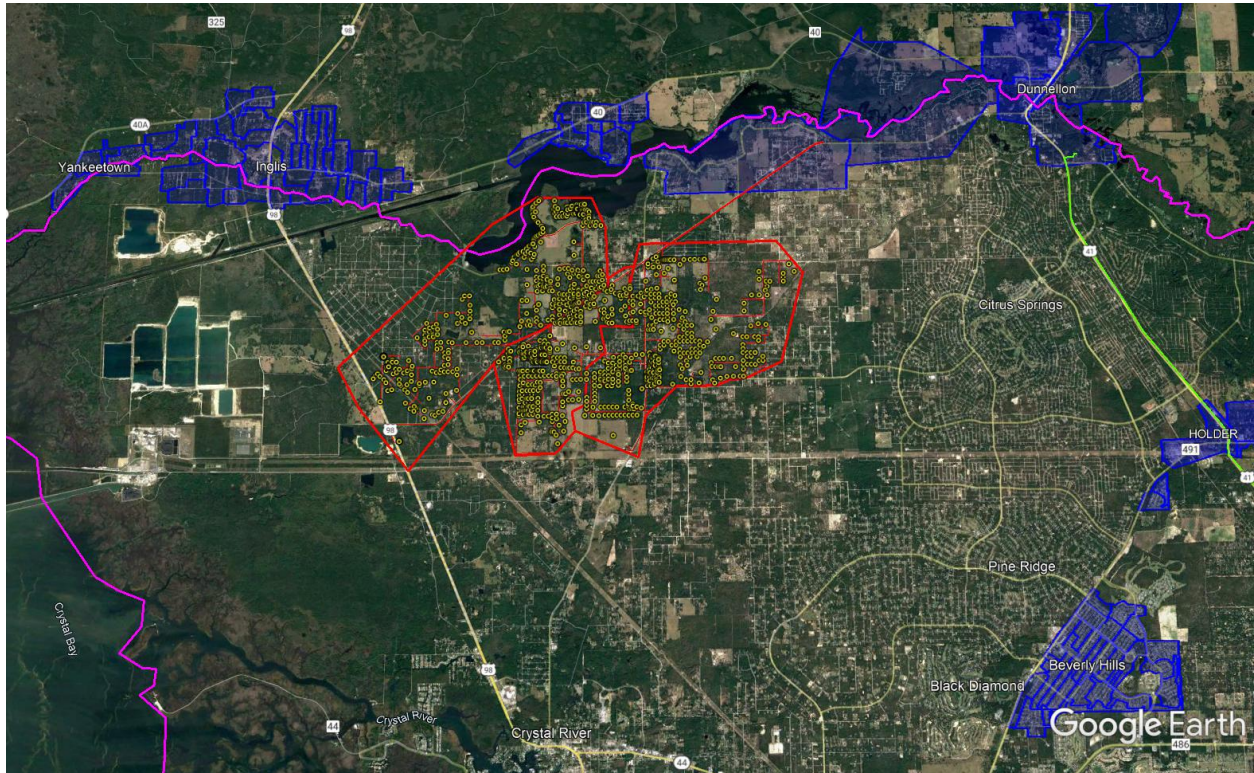 325
98
40
40
Dunnellon
40A
Yankeetown
Inglis
98
41
Citrus Springs
98
HOLDER
491
41
Pine Ridge
Crystal Bay
98
Beverly Hills
Black Diamond
44
Crystal River
Crystal River
Google Earth
44
486